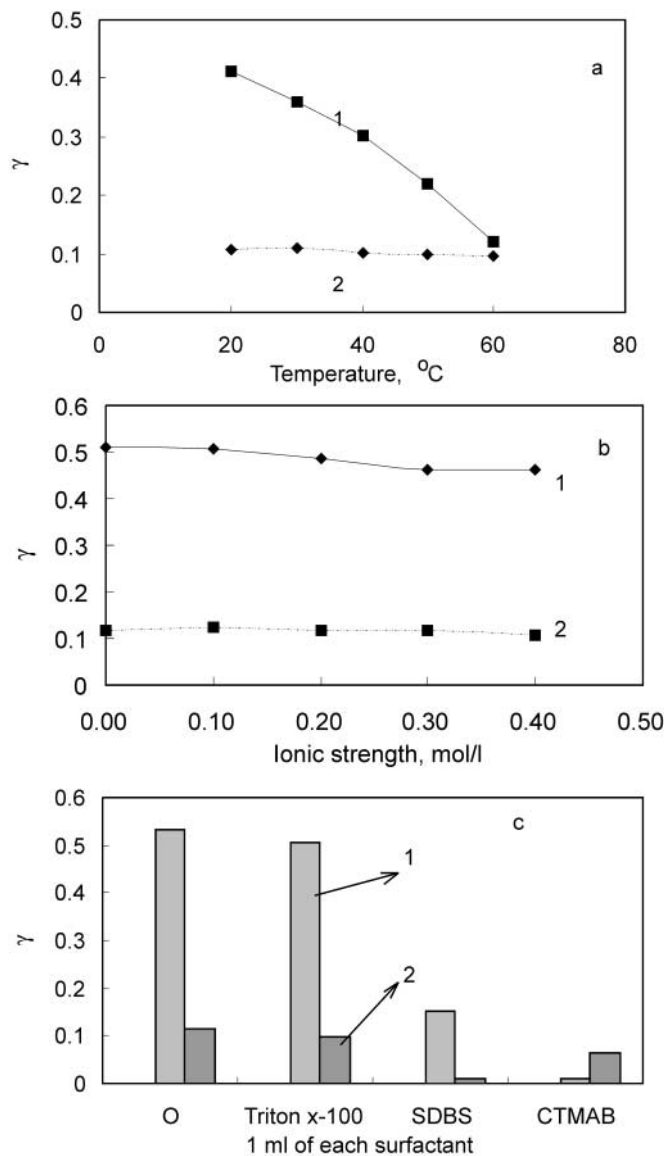 0.5
a
0.4
1
0.3
γ
0.2
0.1
2
0
0 20 40 60 80
Temperature, °C
0.6
b
0.5
1
0.4
γ
0.3
0.2
2
0.1
0
0.00 0.10 0.20 0.30 0.40 0.50
Ionic strength, mol/l
0.6
c
0.5
1
0.4
γ
0.3
0.2
2
0.1
0
O Triton x-100 SDBS CTMAB
1 ml of each surfactant